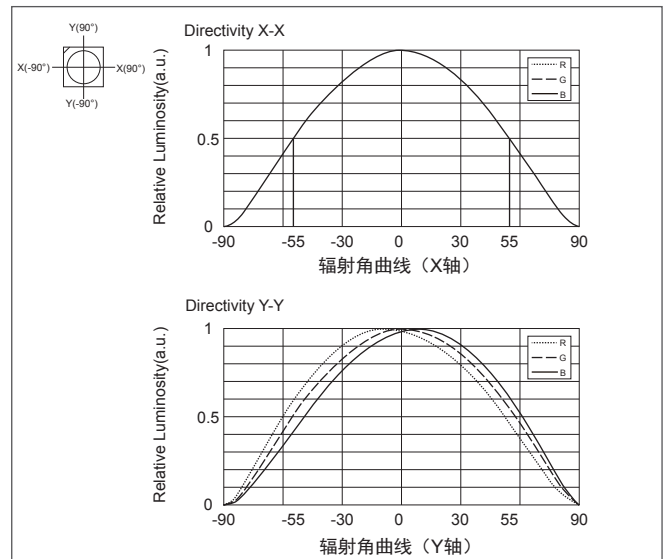 Y(90°)
X(-90°) X(90°)
Y(-90°)
Directivity X-X
Relative Luminosity(a.u.)
1
0.5
0
R
G
B
-90 -55 -30 0 30 55 90
辐射角曲线（X轴）
Directivity Y-Y
Relative Luminosity(a.u.)
1
0.5
0
R
G
B
-90 -55 -30 0 30 55 90
辐射角曲线（Y轴）